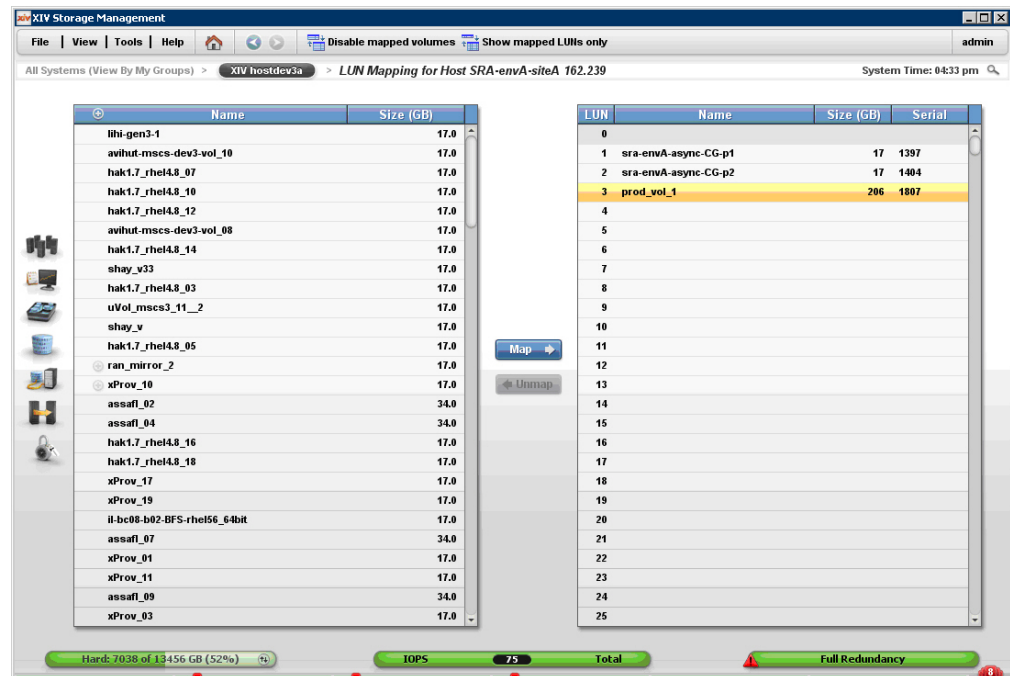 xiv XIV Storage Management
File | View | Tools | Help Disable mapped volumes Show mapped LUNs only admin
All Systems (View By My Groups) > XIV hostdev3a > LUN Mapping for Host SRA-envA-siteA 162.239 System Time: 04:33 pm
Name Size (GB)
lihi-gen3-1 17.0
avihut-mscs-dev3-vol_10 17.0
hak1.7_rhel4.8_07 17.0
hak1.7_rhel4.8_10 17.0
hak1.7_rhel4.8_12 17.0
avihut-mscs-dev3-vol_08 17.0
hak1.7_rhel4.8_14 17.0
shay_v33 17.0
hak1.7_rhel4.8_03 17.0
uVol_mscs3_11__2 17.0
shay_v 17.0
hak1.7_rhel4.8_05 17.0
ran_mirror_2 17.0
xProv_10 17.0
assafl_02 34.0
assafl_04 34.0
hak1.7_rhel4.8_16 17.0
hak1.7_rhel4.8_18 17.0
xProv_17 17.0
xProv_19 17.0
il-bc08-b02-BFS-rhel56_64bit 17.0
assafl_07 34.0
xProv_01 17.0
xProv_11 17.0
assafl_09 34.0
xProv_03 17.0
Map
Unmap
LUN Name Size (GB) Serial
0
1 sra-envA-async-CG-p1 17 1397
2 sra-envA-async-CG-p2 17 1404
3 prod_vol_1 206 1807
4
5
6
7
8
9
10
11
12
13
14
15
16
17
18
19
20
21
22
23
24
25
Hard: 7038 of 13456 GB (52%) IOPS 75 Total Full Redundancy
8